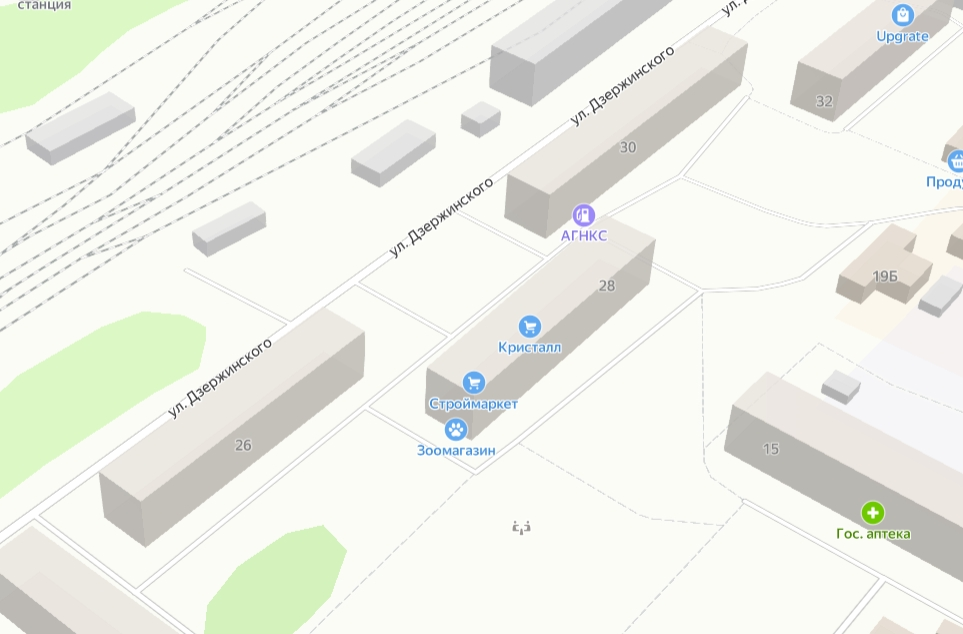 станция
ул. Дзержинского
Upgrate
32
30
ул. Дзержинского
АГНКС
19Б
28
Кристалл
ул. Дзержинского
Строймаркет
26
Зоомагазин
15
Гос. аптека